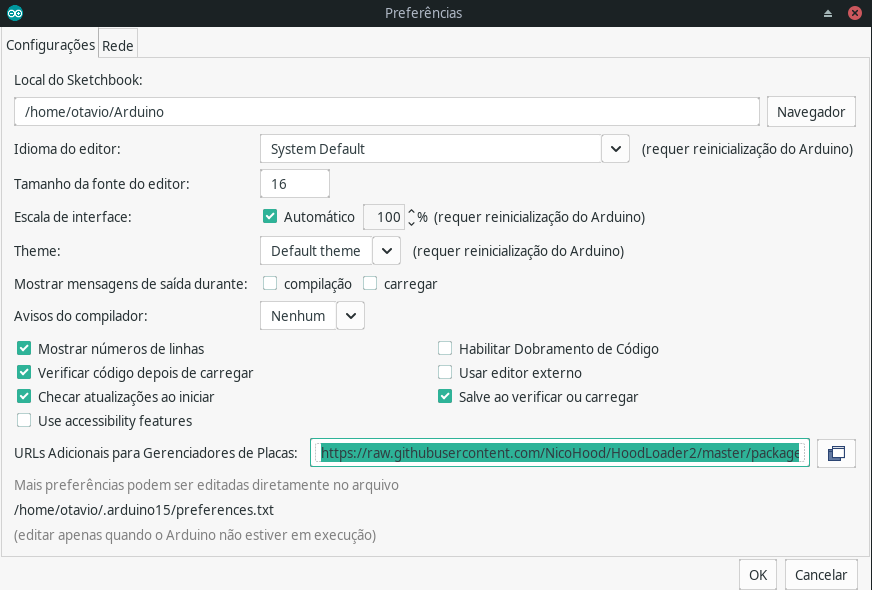 Preferências
Configurações Rede
Local do Sketchbook:
/home/otavio/Arduino Navegador
Idioma do editor: System Default (requer reinicialização do Arduino)
Tamanho da fonte do editor: 16
Escala de interface: Automático 100 % (requer reinicialização do Arduino)
Theme: Default theme (requer reinicialização do Arduino)
Mostrar mensagens de saída durante: compilação carregar
Avisos do compilador: Nenhum
Mostrar números de linhas Habilitar Dobramento de Código
Verificar código depois de carregar Usar editor externo
Checar atualizações ao iniciar Salve ao verificar ou carregar
Use accessibility features
URLs Adicionais para Gerenciadores de Placas: https://raw.githubusercontent.com/NicoHood/HoodLoader2/master/package
Mais preferências podem ser editadas diretamente no arquivo
/home/otavio/.arduino15/preferences.txt
(editar apenas quando o Arduino não estiver em execução)
OK Cancelar